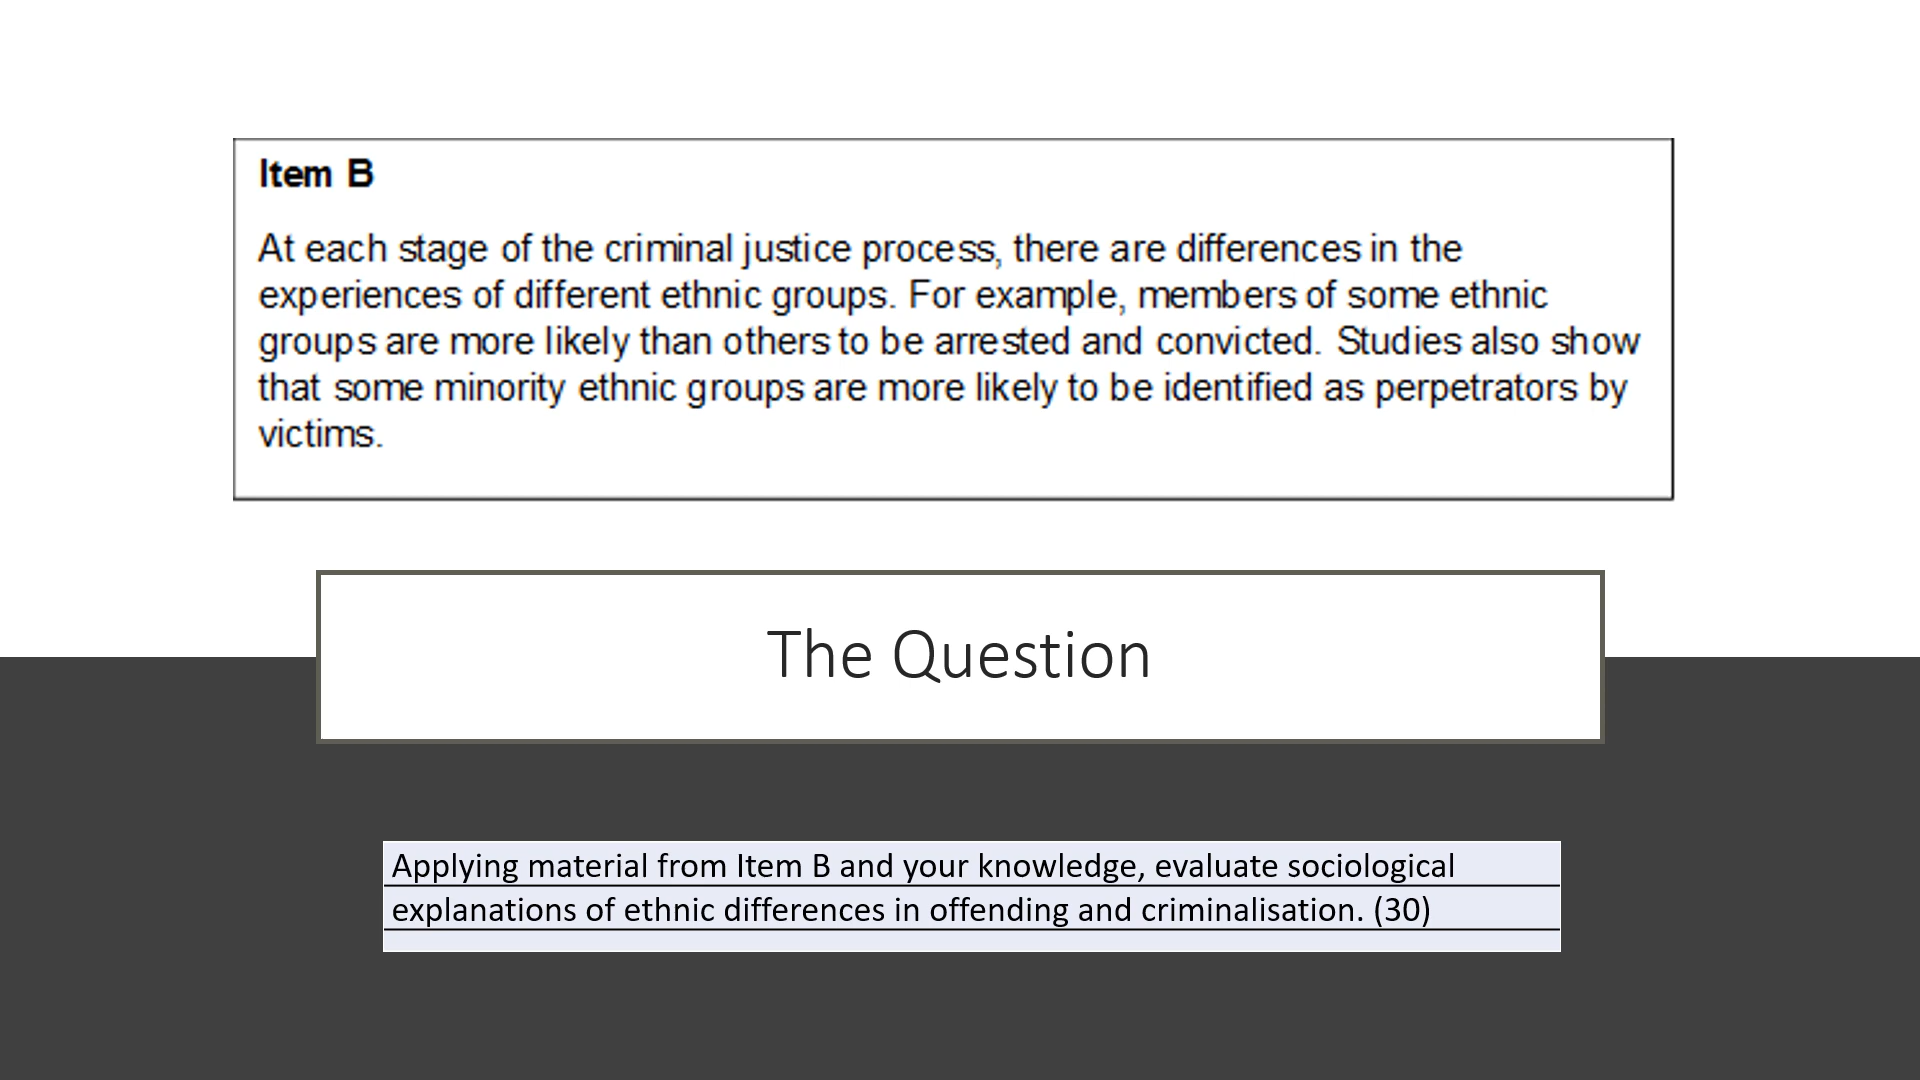 Item B
At each stage of the criminal justice process, there are differences in the
experiences of different ethnic groups. For example, members of some ethnic
groups are more likely than others to be arrested and convicted. Studies also show
that some minority ethnic groups are more likely to be identified as perpetrators by
victims.
The Question
Applying material from Item B and your knowledge, evaluate sociological
explanations of ethnic differences in offending and criminalisation. (30)